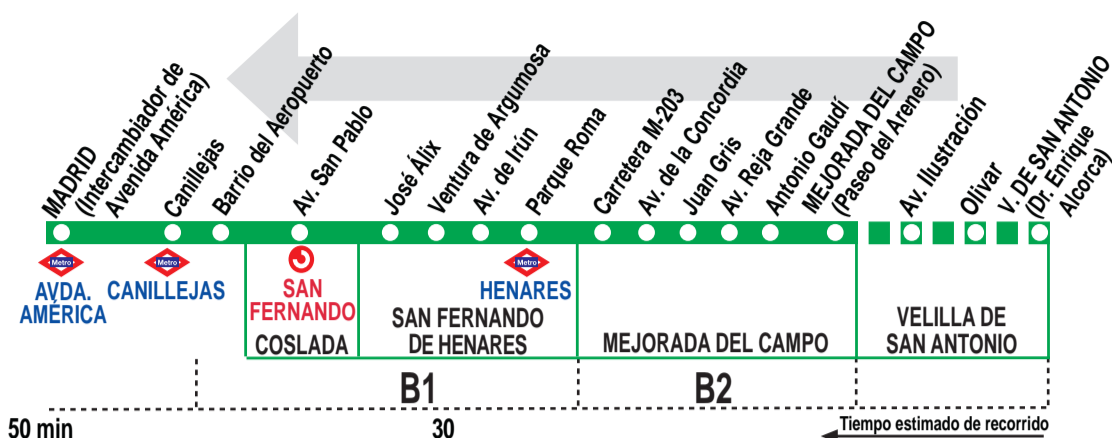 MADRID
(Intercambiador de
Avenida América)
Canillejas
Barrio del Aeropuerto
Av. San Pablo
José Álix
Ventura de Argumosa
Av. de Irún
Parque Roma
Carretera M-203
Av. de la Concordia
Juan Gris
Av. Reja Grande
Antonio Gaudí
MEJORADA DEL CAMPO
(Paseo del Arenero)
Av. Ilustración
Olivar
V. DE SAN ANTONIO
(Dr. Enrique
Alcorca)
Metro
AVDA.
AMÉRICA
Metro
CANILLEJAS
SAN
FERNANDO
COSLADA
Metro
HENARES
SAN FERNANDO
DE HENARES
MEJORADA DEL CAMPO
VELILLA DE
SAN ANTONIO
B1
B2
50 min
30
Tiempo estimado de recorrido